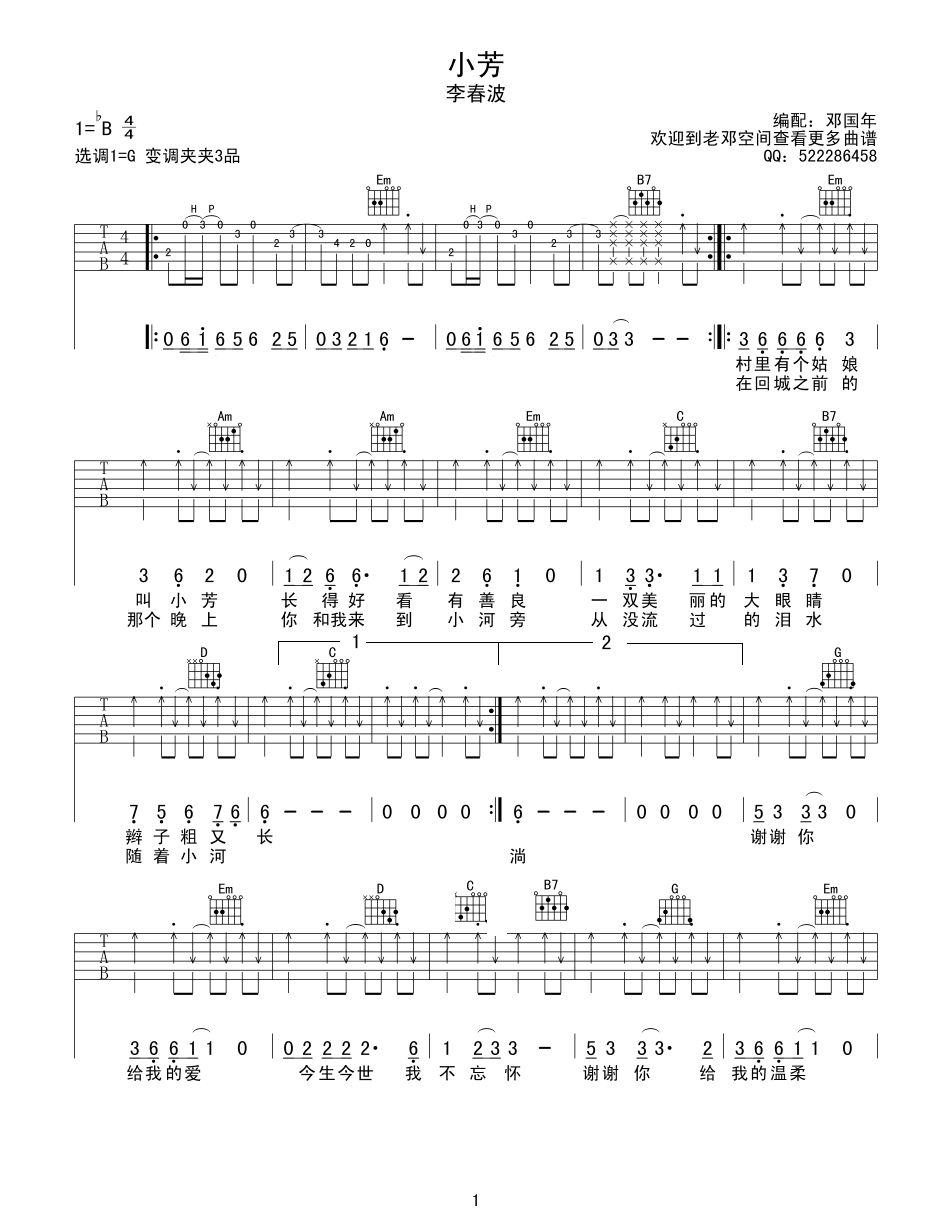 小芳
李春波
1=♭B 4/4
编配：邓国年
欢迎到老邓空间查看更多曲谱
选调1=G 变调夹夹3品
QQ：522286458
Em B7 Em
H P H P
T A B 4 4 2 0 3 0 3 0 2 3 3 4 2 0 2 0 3 0 3 0 2 3 3
0 6 1 6 5 6 2 5 0 3 2 1 6 - 0 6 1 6 5 6 2 5 0 3 3 - - 3 6 6 6 6 3
村里有个姑娘
在回城之前的
Am Am Em C B7
T A B
3 6 2 0 1 2 6 6· 1 2 2 6 1 0 1 3 3· 1 1 1 3 7 0
叫小芳 长得好看有善良 一双美丽的大眼睛
那个晚上 你和我来到小河旁 从没流过的泪水
1 2
D C G
T A B
7 5 6 7 6 6 - - - 0 0 0 0 6 - - - 0 0 0 0 5 3 3 3 0
辫子粗又长 谢谢你
随着小河 淌
Em D C B7 G Em
T A B
3 6 6 1 1 0 0 2 2 2 2· 6 1 2 3 3 - 5 3 3 3· 2 3 6 6 1 1 0
给我的爱 今生今世我不忘怀 谢谢你给我的温柔
1